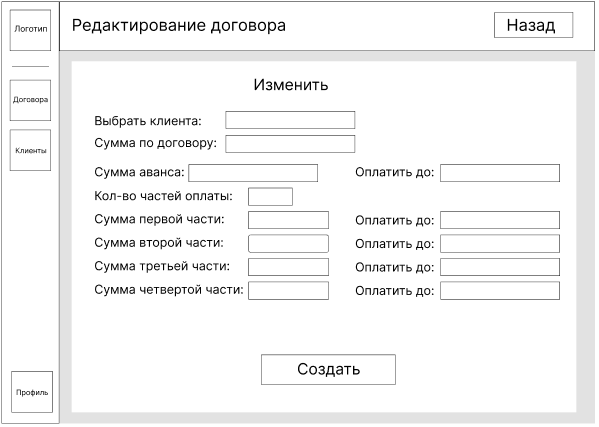 Логотип
Редактирование договора
Назад
Договора
Клиенты
Изменить
Выбрать клиента:
Сумма по договору:
Сумма аванса: Оплатить до:
Кол-во частей оплаты:
Сумма первой части: Оплатить до:
Сумма второй части: Оплатить до:
Сумма третьей части: Оплатить до:
Сумма четвертой части: Оплатить до:
Создать
Профиль